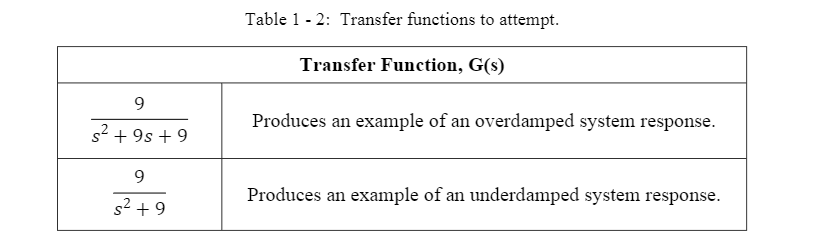 Table 1 - 2: Transfer functions to attempt.
Transfer Function, G(s)
9
s² + 9s + 9
Produces an example of an overdamped system response.
9
s² + 9
Produces an example of an underdamped system response.